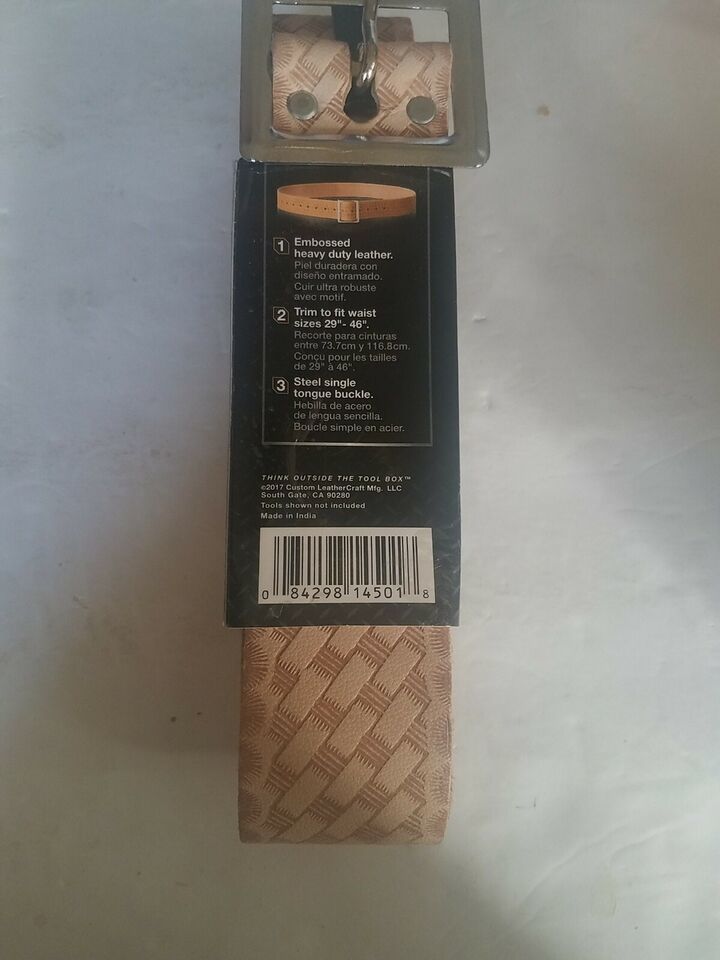 1 Embossed
heavy duty leather.
Piel duradera con
diseño entramado.
Cuir ultra robuste
avec motif.
2 Trim to fit waist
sizes 29"- 46".
Recorte para cinturas
entre 73.7cm y 116.8cm.
Conçu pour les tailles
de 29" à 46".
3 Steel single
tongue buckle.
Hebilla de acero
de lengua sencilla.
Boucle simple en acier.
THINK OUTSIDE THE TOOL BOX™
©2017 Custom LeatherCraft Mfg. LLC
South Gate, CA 90280
Tools shown not included
Made in India
0 84298 14501 8